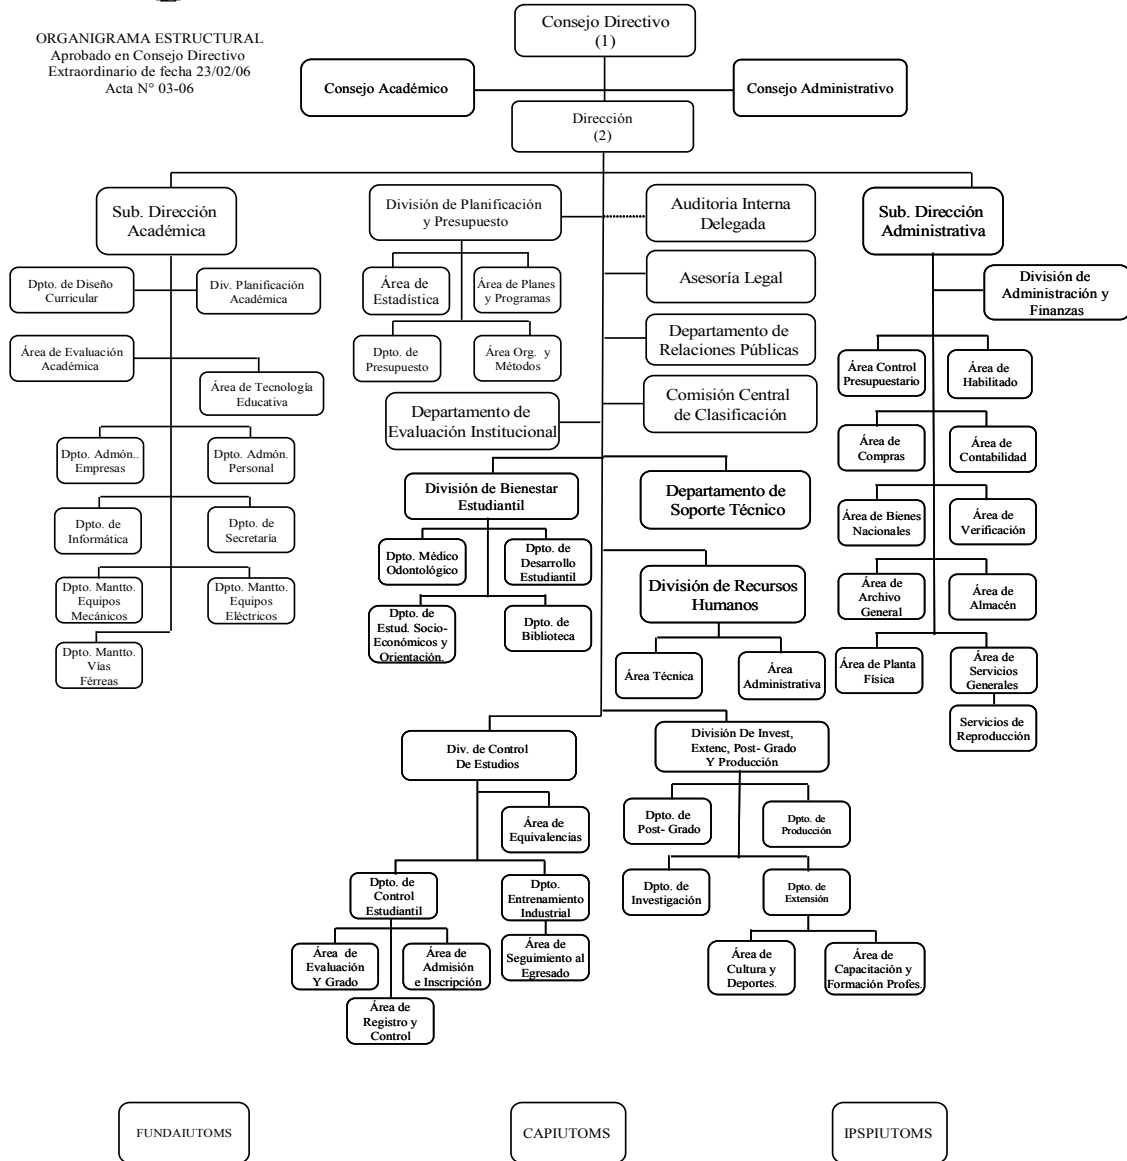 ORGANIGRAMA ESTRUCTURAL
Aprobado en Consejo Directivo
Extraordinario de fecha 23/02/06
Acta N° 03-06
Consejo Directivo
(1)
Consejo Académico
Consejo Administrativo
Dirección
(2)
Sub. Dirección
Académica
División de Planificación
y Presupuesto
Auditoria Interna
Delegada
Sub. Dirección
Administrativa
Dpto. de Diseño
Curricular
Div. Planificación
Académica
Área de
Estadística
Área de Planes
y Programas
Asesoría Legal
División de
Administración y
Finanzas
Área de Evaluación
Académica
Área de Tecnología
Educativa
Dpto. de
Presupuesto
Área Org. y
Métodos
Departamento de
Relaciones Públicas
Área Control
Presupuestario
Área de
Habilitado
Departamento de
Evaluación Institucional
Comisión Central
de Clasificación
Dpto. Admón..
Empresas
Dpto. Admón.
Personal
Área de
Compras
Área de
Contabilidad
División de Bienestar
Estudiantil
Departamento de
Soporte Técnico
Dpto. de
Informática
Dpto. de
Secretaría
Área de Bienes
Nacionales
Área de
Verificación
Dpto. Médico
Odontológico
Dpto. de
Desarrollo
Estudiantil
División de Recursos
Humanos
Dpto. Mantto.
Equipos
Mecánicos
Dpto. Mantto.
Equipos
Eléctricos
Área de
Archivo
General
Área de
Almacén
Dpto. de
Estud. Socio-
Económicos y
Orientación.
Dpto. de
Biblioteca
Dpto. Mantto.
Vías
Férreas
Área Técnica
Área
Administrativa
Área de Planta
Física
Área de
Servicios
Generales
Servicios de
Reproducción
Div. de Control
De Estudios
División De Invest,
Extenc, Post- Grado
Y Producción
Área de
Equivalencias
Dpto. de
Post- Grado
Dpto. de
Producción
Dpto. de
Control
Estudiantil
Dpto.
Entrenamiento
Industrial
Dpto. de
Investigación
Dpto. de
Extensión
Área de
Evaluación
Y Grado
Área de
Admisión
e Inscripción
Área de
Seguimiento al
Egresado
Área de
Cultura y
Deportes.
Área de
Capacitación y
Formación Profes.
Área de
Registro y
Control
FUNDAIUTOMS
CAPIUTOMS
IPSPIUTOMS